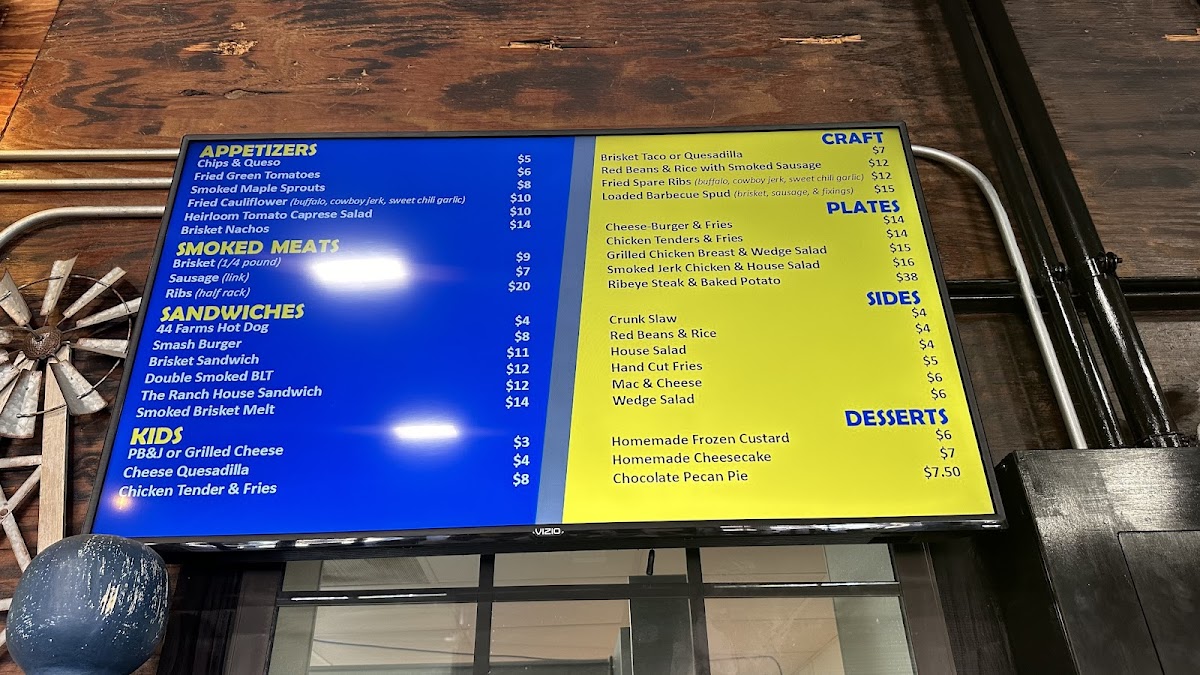 APPETIZERS
Chips & Queso $5
Fried Green Tomatoes $6
Smoked Maple Sprouts $8
Fried Cauliflower (buffalo, cowboy jerk, sweet chili garlic) $10
Heirloom Tomato Caprese Salad $10
Brisket Nachos $14
SMOKED MEATS
Brisket (1/4 pound) $9
Sausage (link) $7
Ribs (half rack) $20
SANDWICHES
44 Farms Hot Dog $4
Smash Burger $8
Brisket Sandwich $11
Double Smoked BLT $12
The Ranch House Sandwich $12
Smoked Brisket Melt $14
KIDS
PB&J or Grilled Cheese $3
Cheese Quesadilla $4
Chicken Tender & Fries $8
CRAFT
Brisket Taco or Quesadilla $7
Red Beans & Rice with Smoked Sausage $12
Fried Spare Ribs (buffalo, cowboy jerk, sweet chili garlic) $12
Loaded Barbecue Spud (brisket, sausage, & fixings) $15
PLATES
Cheese-Burger & Fries $14
Chicken Tenders & Fries $14
Grilled Chicken Breast & Wedge Salad $15
Smoked Jerk Chicken & House Salad $16
Ribeye Steak & Baked Potato $38
SIDES
Crunk Slaw $4
Red Beans & Rice $4
House Salad $4
Hand Cut Fries $5
Mac & Cheese $6
Wedge Salad $6
DESSERTS
Homemade Frozen Custard $6
Homemade Cheesecake $7
Chocolate Pecan Pie $7.50
VIZIO